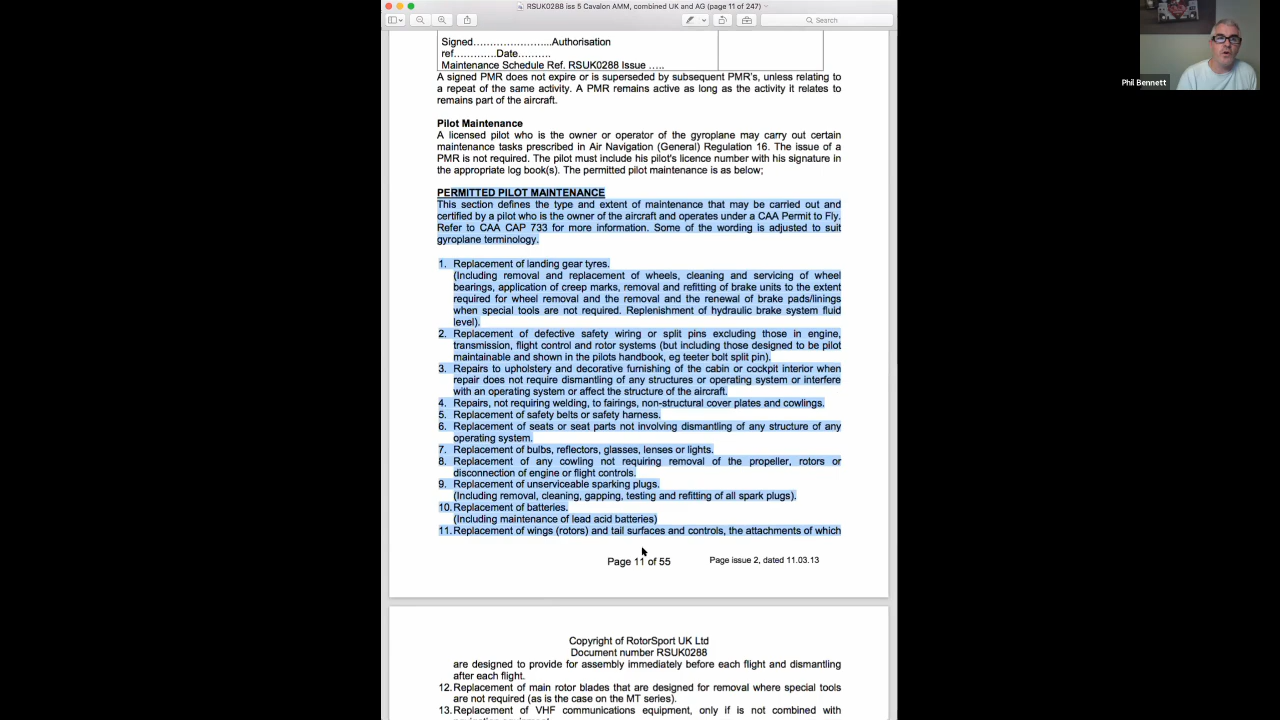 RSUK0288 iss 5 Cavalon AMM, combined UK and AG (page 11 of 247)
Search
Phil Bennett
Signed…………………...Authorisation
ref………….Date……….
Maintenance Schedule Ref. RSUK0288 Issue …..
A signed PMR does not expire or is superseded by subsequent PMR's, unless relating to
a repeat of the same activity. A PMR remains active as long as the activity it relates to
remains part of the aircraft.
Pilot Maintenance
A licensed pilot who is the owner or operator of the gyroplane may carry out certain
maintenance tasks prescribed in Air Navigation (General) Regulation 16. The issue of a
PMR is not required. The pilot must include his pilot's licence number with his signature in
the appropriate log book(s). The permitted pilot maintenance is as below;
PERMITTED PILOT MAINTENANCE
This section defines the type and extent of maintenance that may be carried out and
certified by a pilot who is the owner of the aircraft and operates under a CAA Permit to Fly.
Refer to CAA CAP 733 for more information. Some of the wording is adjusted to suit
gyroplane terminology.
1. Replacement of landing gear tyres.
(Including removal and replacement of wheels, cleaning and servicing of wheel
bearings, application of creep marks, removal and refitting of brake units to the extent
required for wheel removal and the removal and the renewal of brake pads/linings
when special tools are not required. Replenishment of hydraulic brake system fluid
level).
2. Replacement of defective safety wiring or split pins excluding those in engine,
transmission, flight control and rotor systems (but including those designed to be pilot
maintainable and shown in the pilots handbook, eg teeter bolt split pin).
3. Repairs to upholstery and decorative furnishing of the cabin or cockpit interior when
repair does not require dismantling of any structures or operating system or interfere
with an operating system or affect the structure of the aircraft.
4. Repairs, not requiring welding, to fairings, non-structural cover plates and cowlings.
5. Replacement of safety belts or safety harness.
6. Replacement of seats or seat parts not involving dismantling of any structure of any
operating system.
7. Replacement of bulbs, reflectors, glasses, lenses or lights.
8. Replacement of any cowling not requiring removal of the propeller, rotors or
disconnection of engine or flight controls.
9. Replacement of unserviceable sparking plugs.
(Including removal, cleaning, gapping, testing and refitting of all spark plugs).
10. Replacement of batteries.
(Including maintenance of lead acid batteries)
11. Replacement of wings (rotors) and tail surfaces and controls, the attachments of which
Page 11 of 55
Page issue 2, dated 11.03.13
Copyright of RotorSport UK Ltd
Document number RSUK0288
are designed to provide for assembly immediately before each flight and dismantling
after each flight.
12. Replacement of main rotor blades that are designed for removal where special tools
are not required (as is the case on the MT series).
13. Replacement of VHF communications equipment, only if is not combined with